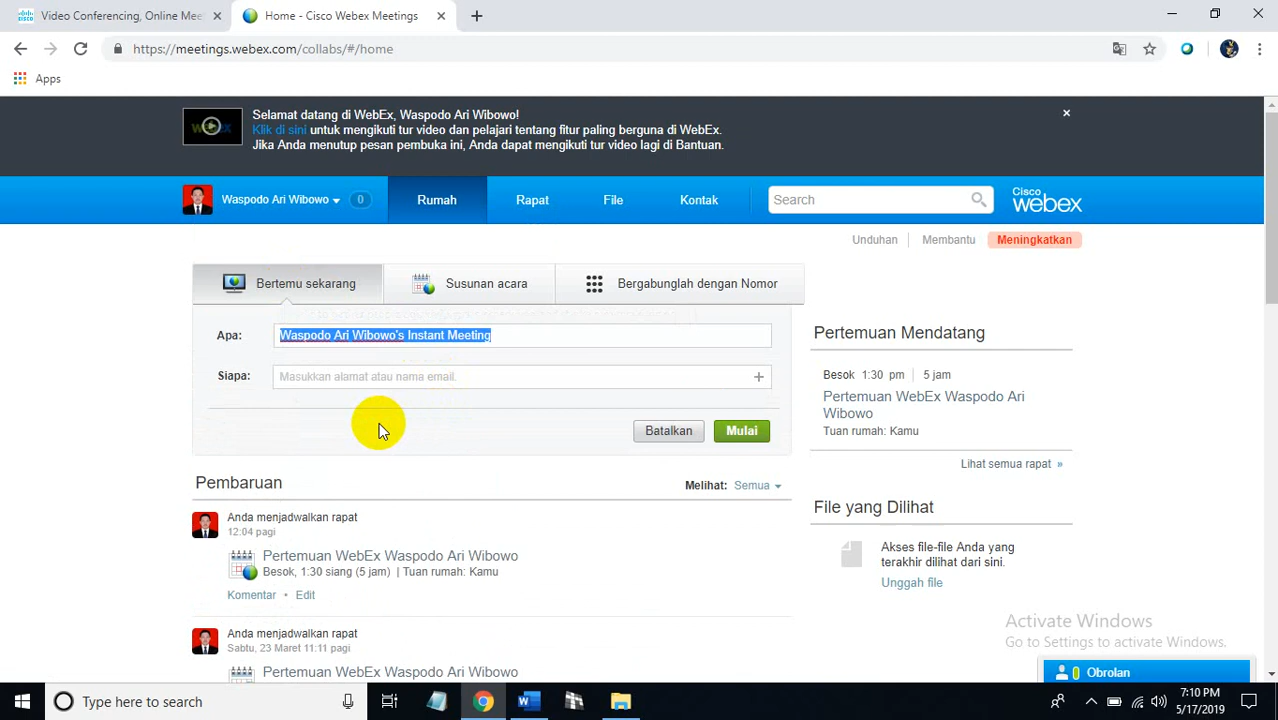 Video Conferencing, Online Mee
Home - Cisco Webex Meetings
https://meetings.webex.com/collabs/#/home
Apps
Selamat datang di WebEx, Waspodo Ari Wibowo!
Klik di sini untuk mengikuti tur video dan pelajari tentang fitur paling berguna di WebEx.
Jika Anda menutup pesan pembuka ini, Anda dapat mengikuti tur video lagi di Bantuan.
Waspodo Ari Wibowo 0 Rumah Rapat File Kontak Search Cisco Webex
Unduhan Membantu Meningkatkan
Bertemu sekarang Susunan acara Bergabunglah dengan Nomor
Apa: Waspodo Ari Wibowo's Instant Meeting
Siapa: Masukkan alamat atau nama email.
Batalkan Mulai
Pertemuan Mendatang
Besok 1:30 pm 5 jam
Pertemuan WebEx Waspodo Ari
Wibowo
Tuan rumah: Kamu
Lihat semua rapat »
Pembaruan Melihat: Semua
Anda menjadwalkan rapat
12:04 pagi
Pertemuan WebEx Waspodo Ari Wibowo
Besok, 1:30 siang (5 jam) | Tuan rumah: Kamu
Komentar • Edit
Anda menjadwalkan rapat
Sabtu, 23 Maret 11:11 pagi
Pertemuan WebEx Waspodo Ari Wibowo
File yang Dilihat
Akses file-file Anda yang
terakhir dilihat dari sini.
Unggah file
Activate Windows
Go to Settings to activate Windows.
Obrolan
Type here to search
7:10 PM
5/17/2019